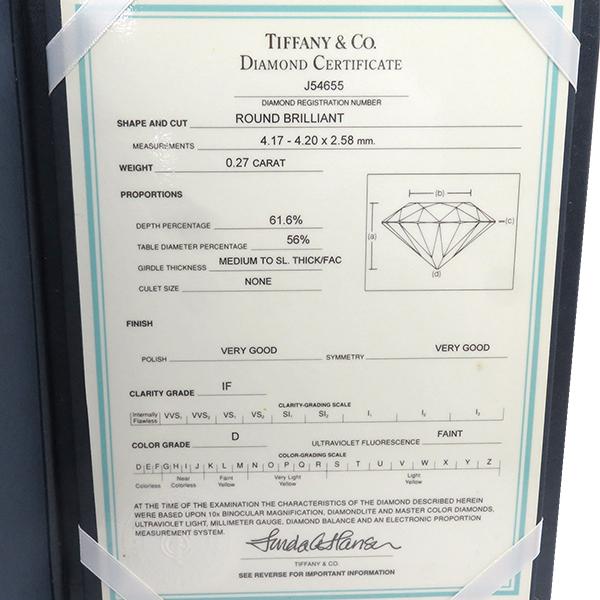 TIFFANY & CO.
DIAMOND CERTIFICATE
J54655
DIAMOND REGISTRATION NUMBER
SHAPE AND CUT ROUND BRILLIANT
MEASUREMENTS 4.17 - 4.20 x 2.58 mm.
WEIGHT 0.27 CARAT
PROPORTIONS
DEPTH PERCENTAGE 61.6%
TABLE DIAMETER PERCENTAGE 56%
GIRDLE THICKNESS MEDIUM TO SL. THICK/FAC
CULET SIZE NONE
(b)
(a)
(c)
(d)
FINISH
POLISH VERY GOOD SYMMETRY VERY GOOD
CLARITY GRADE IF
CLARITY-GRADING SCALE
Internally Flawless VVS1 VVS2 VS1 VS2 SI1 SI2 I1 I2 I3
COLOR GRADE D ULTRAVIOLET FLUORESCENCE FAINT
COLOR-GRADING SCALE
D E F G H I J K L M N O P Q R S T U V W X Y Z
Colorless Near Colorless Faint Yellow Very Light Yellow Light Yellow
AT THE TIME OF THE EXAMINATION THE CHARACTERISTICS OF THE DIAMOND DESCRIBED HEREIN
WERE BASED UPON 10x BINOCULAR MAGNIFICATION, DIAMONDLITE AND MASTER COLOR DIAMONDS,
ULTRAVIOLET LIGHT, MILLIMETER GAUGE, DIAMOND BALANCE AND AN ELECTRONIC PROPORTION
MEASUREMENT SYSTEM.
TIFFANY & CO.
SEE REVERSE FOR IMPORTANT INFORMATION